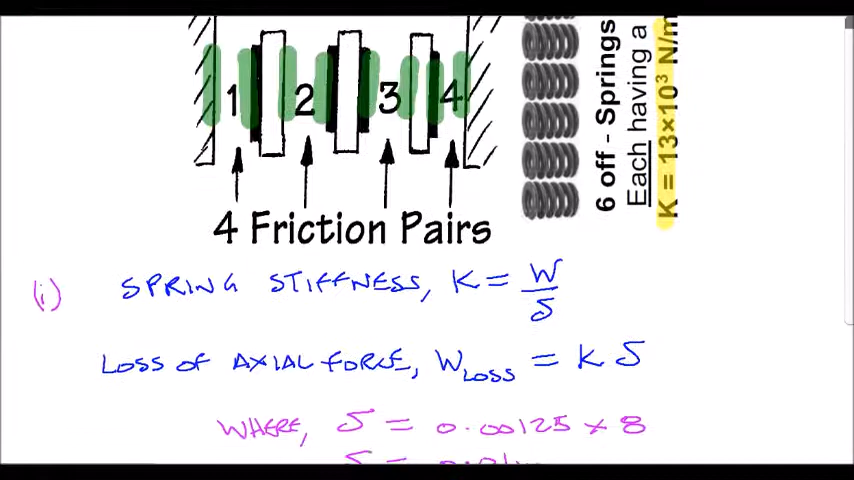 1 2 3 4
4 Friction Pairs
6 off - Springs
Each having a
K = 13×10³ N/m
(i) SPRING STIFFNESS, K = W/δ
LOSS OF AXIAL FORCE, W_LOSS = K δ
WHERE, δ = 0.00125 × 8
δ =